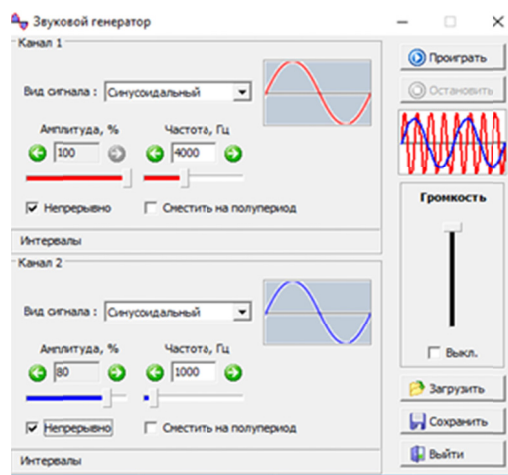 Звуковой генератор
Канал 1
Вид сигнала : Синусоидальный
Амплитуда, % Частота, Гц
100 4000
Непрерывно Сместить на полупериод
Интервалы
Канал 2
Вид сигнала : Синусоидальный
Амплитуда, % Частота, Гц
80 1000
Непрерывно Сместить на полупериод
Интервалы
Проиграть
Остановить
Громкость
Выкл.
Загрузить
Сохранить
Выйти